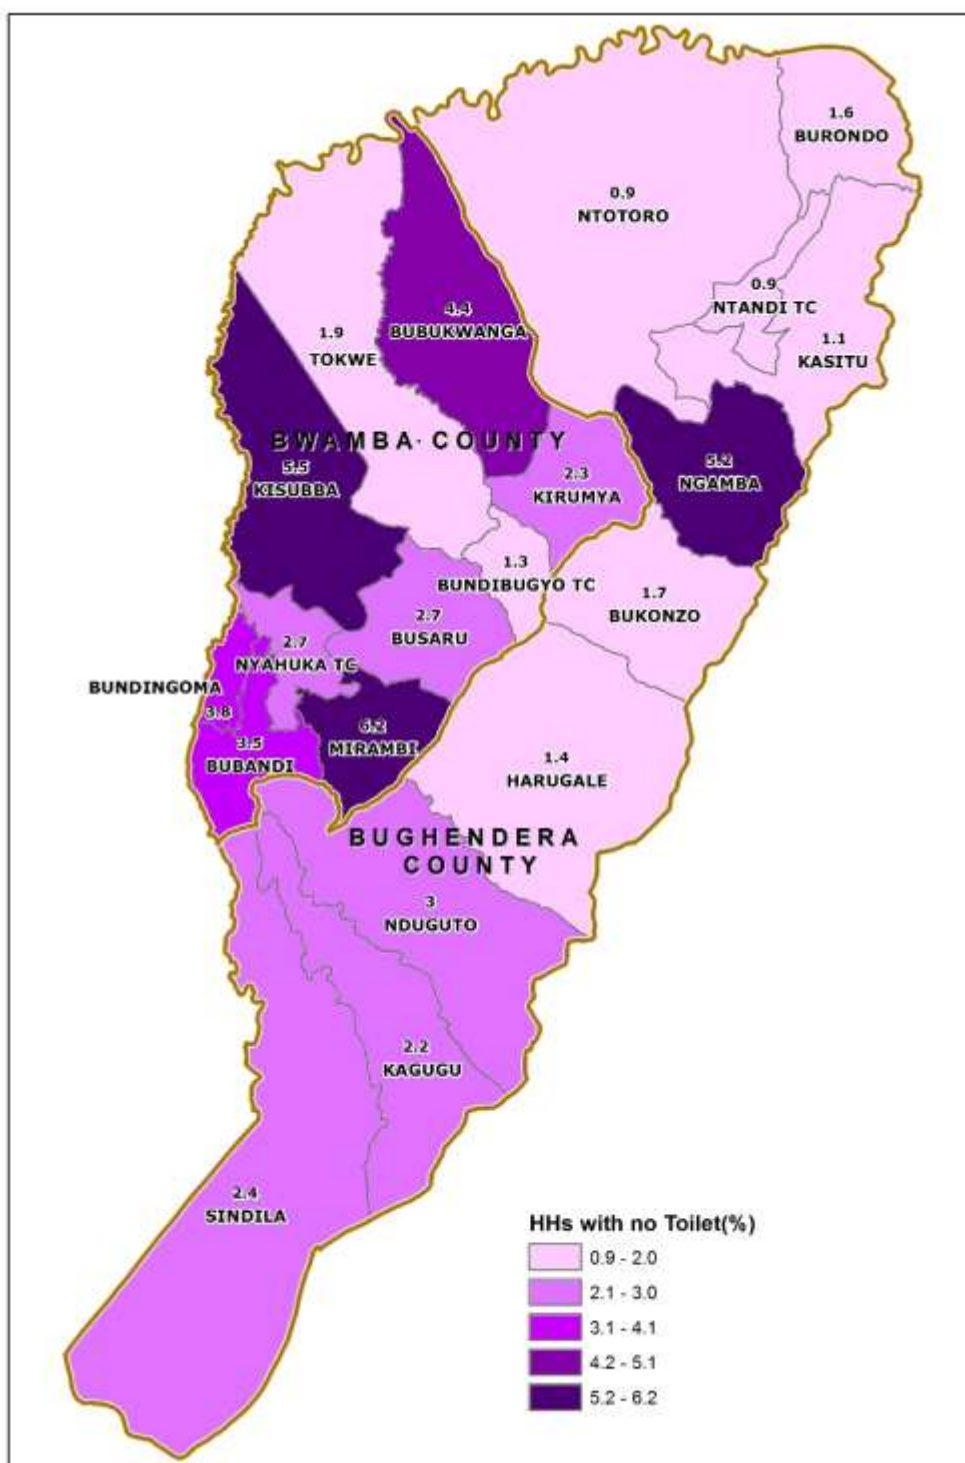 1.6
BURONDO
0.9
NTOTORO
0.9
NTANDI TC
1.1
KASITU
4.4
BUBUKWANGA
1.9
TOKWE
BWAMBA COUNTY
5.5
KISUBBA
2.3
KIRUMYA
5.2
NGAMBA
1.3
BUNDIBUGYO TC
1.7
BUKONZO
2.7
BUSARU
2.7
NYAHUKA TC
BUNDINGOMA
3.8
3.5
BUBANDI
6.2
MIRAMBI
1.4
HARUGALE
BUGHENDERA
COUNTY
3
NDUGUTO
2.2
KAGUGU
2.4
SINDILA
HHs with no Toilet(%)
0.9 - 2.0
2.1 - 3.0
3.1 - 4.1
4.2 - 5.1
5.2 - 6.2